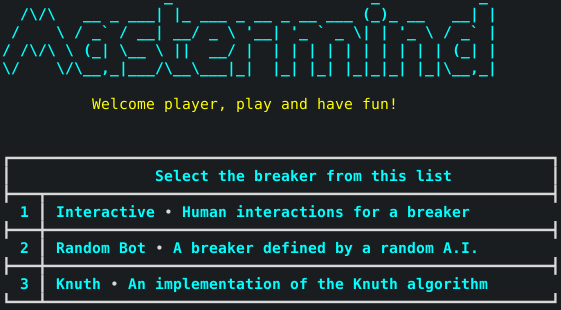 Mastermind
Welcome player, play and have fun!
Select the breaker from this list
1 Interactive • Human interactions for a breaker
2 Random Bot • A breaker defined by a random A.I.
3 Knuth • An implementation of the Knuth algorithm